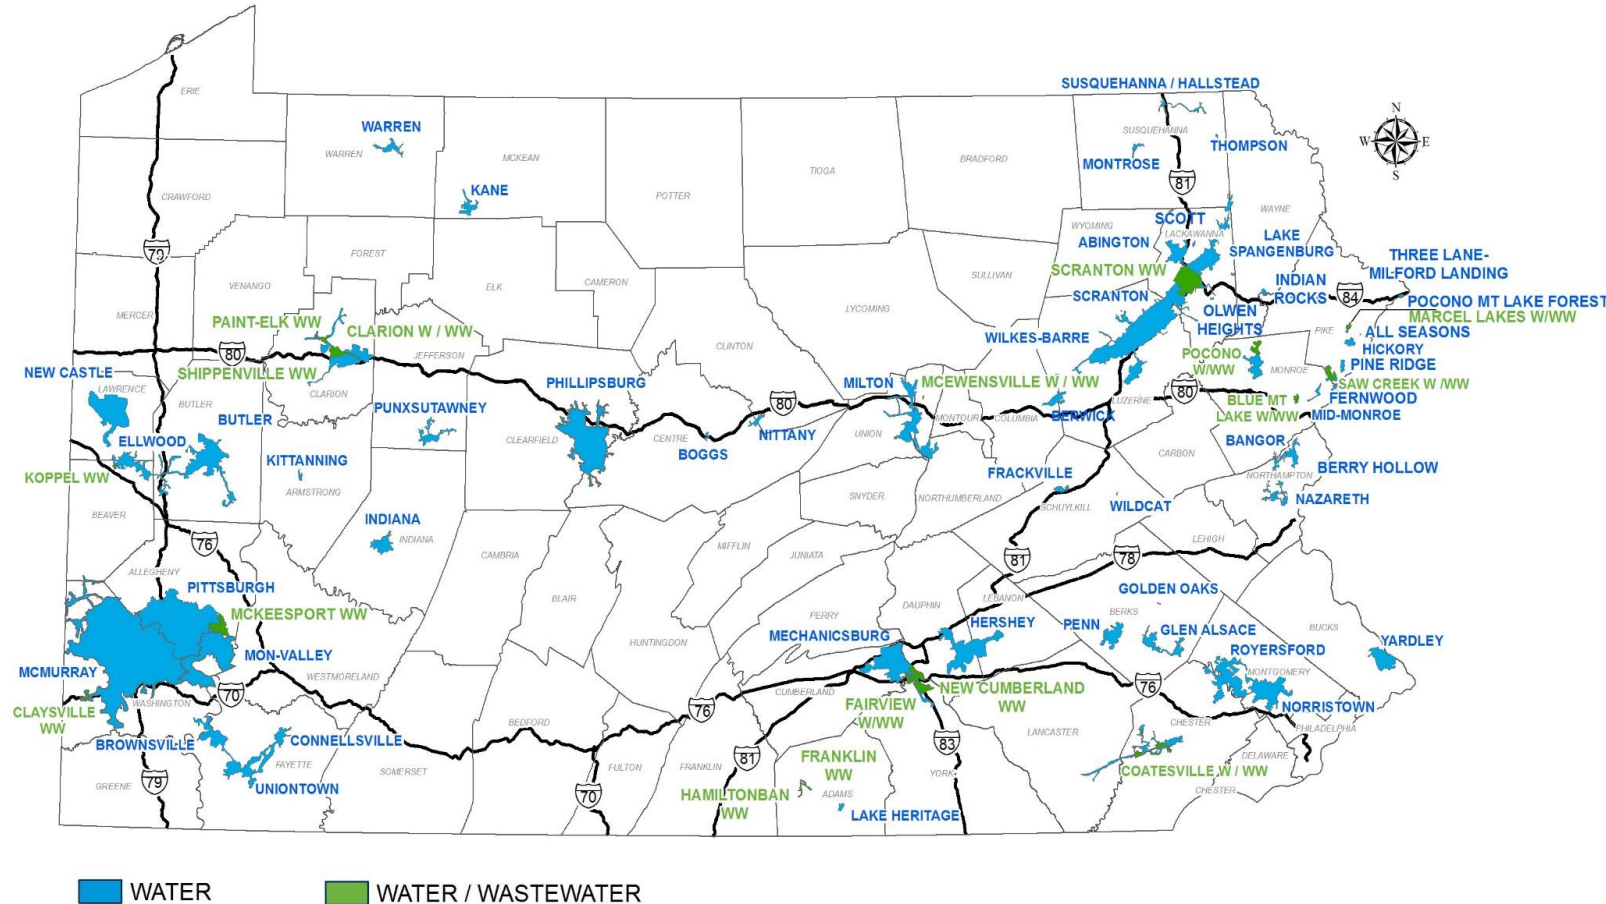 SUSQUEHANNA / HALLSTEAD
ERIE
N
W E
S
WARREN
SUSQUEHANNA
THOMPSON
WARREN
MCKEAN
BRADFORD
MONTROSE
TIOGA
81
KANE
POTTER
CRAWFORD
WAYNE
SCOTT
WYOMING
LACKAWANNA
ABINGTON
LAKE
SPANGENBURG
79
FOREST
THREE LANE-
MILFORD LANDING
SCRANTON WW
SULLIVAN
CAMERON
VENANGO
ELK
INDIAN
ROCKS
84
SCRANTON
POCONO MT LAKE FOREST
LYCOMING
OLWEN
HEIGHTS
MERCER
MARCEL LAKES W/WW
PAINT-ELK WW
CLARION W / WW
PIKE
ALL SEASONS
WILKES-BARRE
CLINTON
HICKORY
80
JEFFERSON
POCONO
W/WW
PINE RIDGE
NEW CASTLE
SHIPPENVILLE WW
MONROE
SAW CREEK W /WW
PHILLIPSBURG
MILTON
MCEWENSVILLE W / WW
LAWRENCE
CLARION
80
80
FERNWOOD
BUTLER
PUNXSUTAWNEY
LUZERNE
BLUE MT
LAKE W/WW
MID-MONROE
BUTLER
MONTOUR
COLUMBIA
BERWICK
NITTANY
UNION
ELLWOOD
CLEARFIELD
CENTRE
BANGOR
BOGGS
CARBON
KITTANNING
BERRY HOLLOW
KOPPEL WW
FRACKVILLE
NORTHAMPTON
ARMSTRONG
SNYDER
NORTHUMBERLAND
NAZARETH
BEAVER
SCHUYLKILL
WILDCAT
INDIANA
INDIANA
76
LEHIGH
MIFFLIN
CAMBRIA
JUNIATA
81
78
ALLEGHENY
PITTSBURGH
GOLDEN OAKS
BLAIR
LEBANON
DAUPHIN
MCKEESPORT WW
PERRY
BERKS
HERSHEY
PENN
BUCKS
MECHANICSBURG
GLEN ALSACE
HUNTINGDON
YARDLEY
MON-VALLEY
ROYERSFORD
MCMURRAY
MONTGOMERY
WESTMORELAND
76
70
NEW CUMBERLAND
WW
CUMBERLAND
WASHINGTON
FAIRVIEW
W/WW
NORRISTOWN
CLAYSVILLE
WW
76
BEDFORD
CHESTER
PHILADELPHIA
LANCASTER
BROWNSVILLE
CONNELLSVILLE
83
81
FRANKLIN
WW
DELAWARE
FAYETTE
SOMERSET
FULTON
FRANKLIN
YORK
COATESVILLE W / WW
GREENE
79
UNIONTOWN
70
HAMILTONBAN
WW
ADAMS
CHESTER
LAKE HERITAGE
WATER
WATER / WASTEWATER